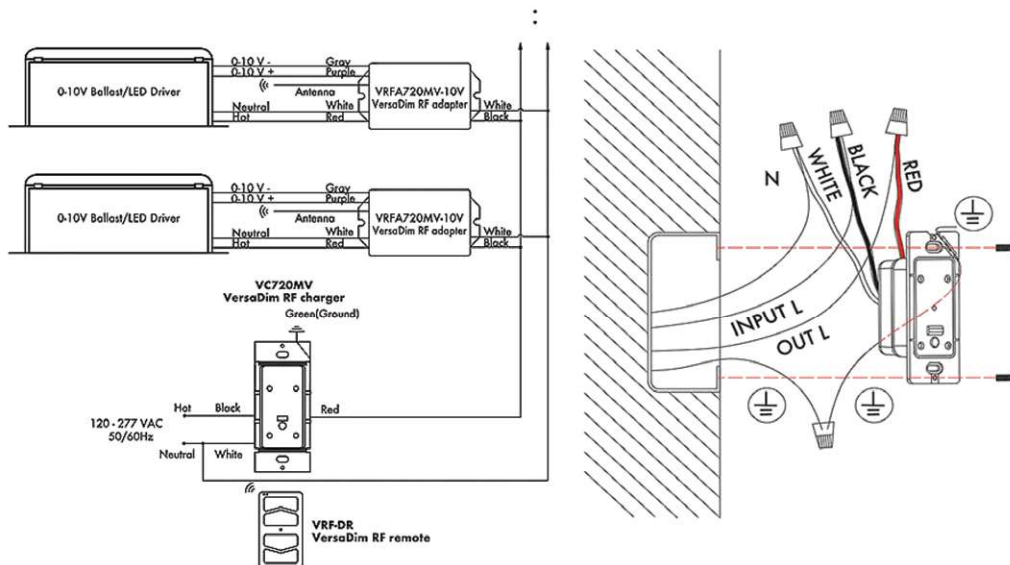 0-10 V - Gray
0-10 V + Purple
Antenna
Neutral White
Hot Red
0-10V Ballast/LED Driver
VRFA720MV-10V
VersaDim RF adapter
White
Black
0-10 V - Gray
0-10 V + Purple
Antenna
Neutral White
Hot Red
0-10V Ballast/LED Driver
VRFA720MV-10V
VersaDim RF adapter
White
Black
VC720MV
VersaDim RF charger
Green(Ground)
Hot Black
Red
120 - 277 VAC
50/60Hz
Neutral White
VRF-DR
VersaDim RF remote
N
WHITE
BLACK
RED
INPUT L
OUT L